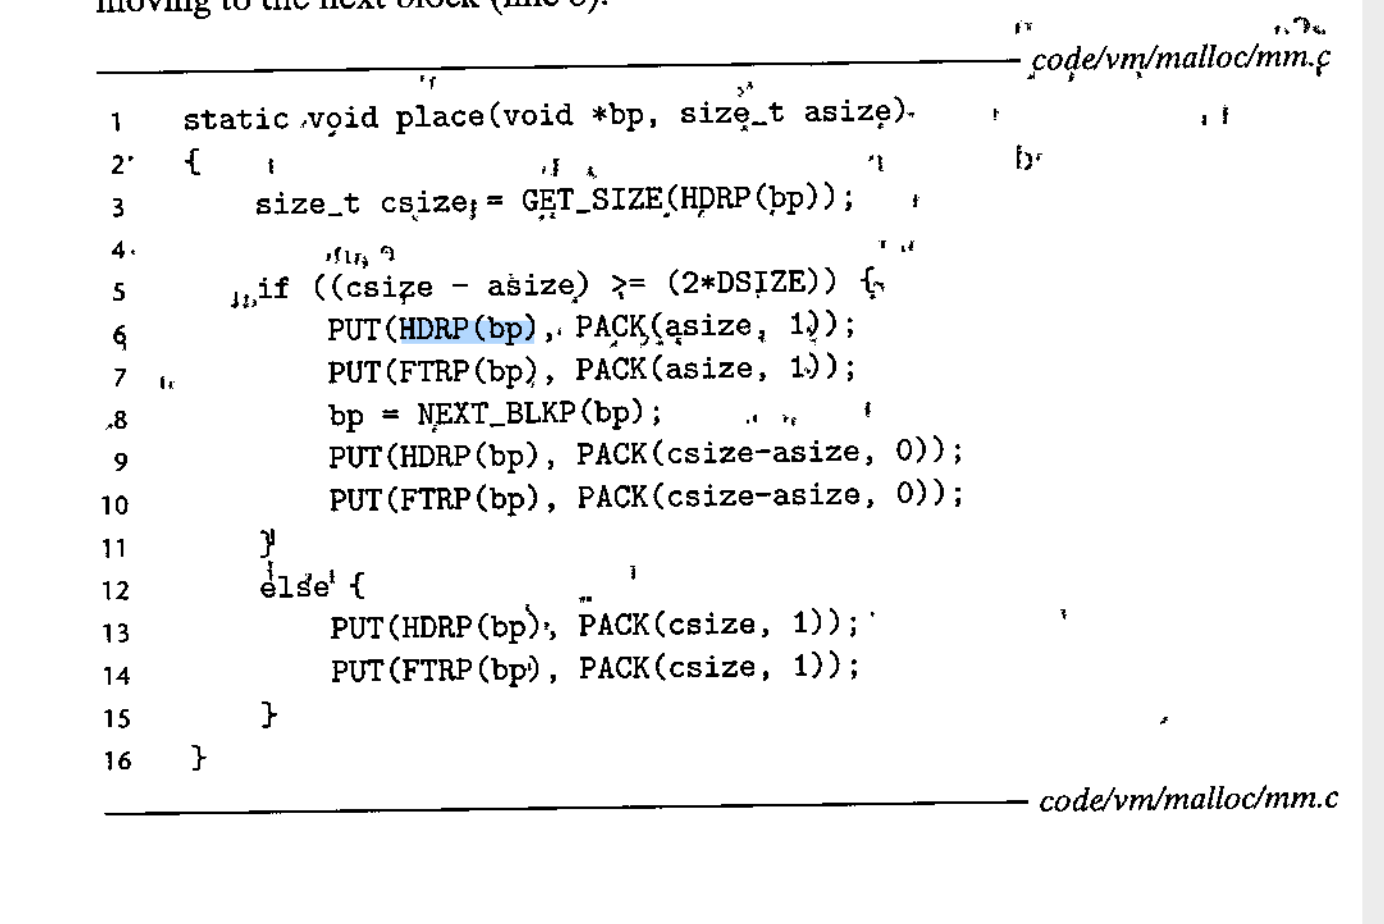 moving to the next block (line 8).
code/vm/malloc/mm.c
1 static void place(void *bp, size_t asize)
2 {
3 size_t csize = GET_SIZE(HDRP(bp));
4
5 if ((csize - asize) >= (2*DSIZE)) {
6 PUT(HDRP(bp), PACK(asize, 1));
7 PUT(FTRP(bp), PACK(asize, 1));
8 bp = NEXT_BLKP(bp);
9 PUT(HDRP(bp), PACK(csize-asize, 0));
10 PUT(FTRP(bp), PACK(csize-asize, 0));
11 }
12 else {
13 PUT(HDRP(bp), PACK(csize, 1));
14 PUT(FTRP(bp), PACK(csize, 1));
15 }
16 }
code/vm/malloc/mm.c